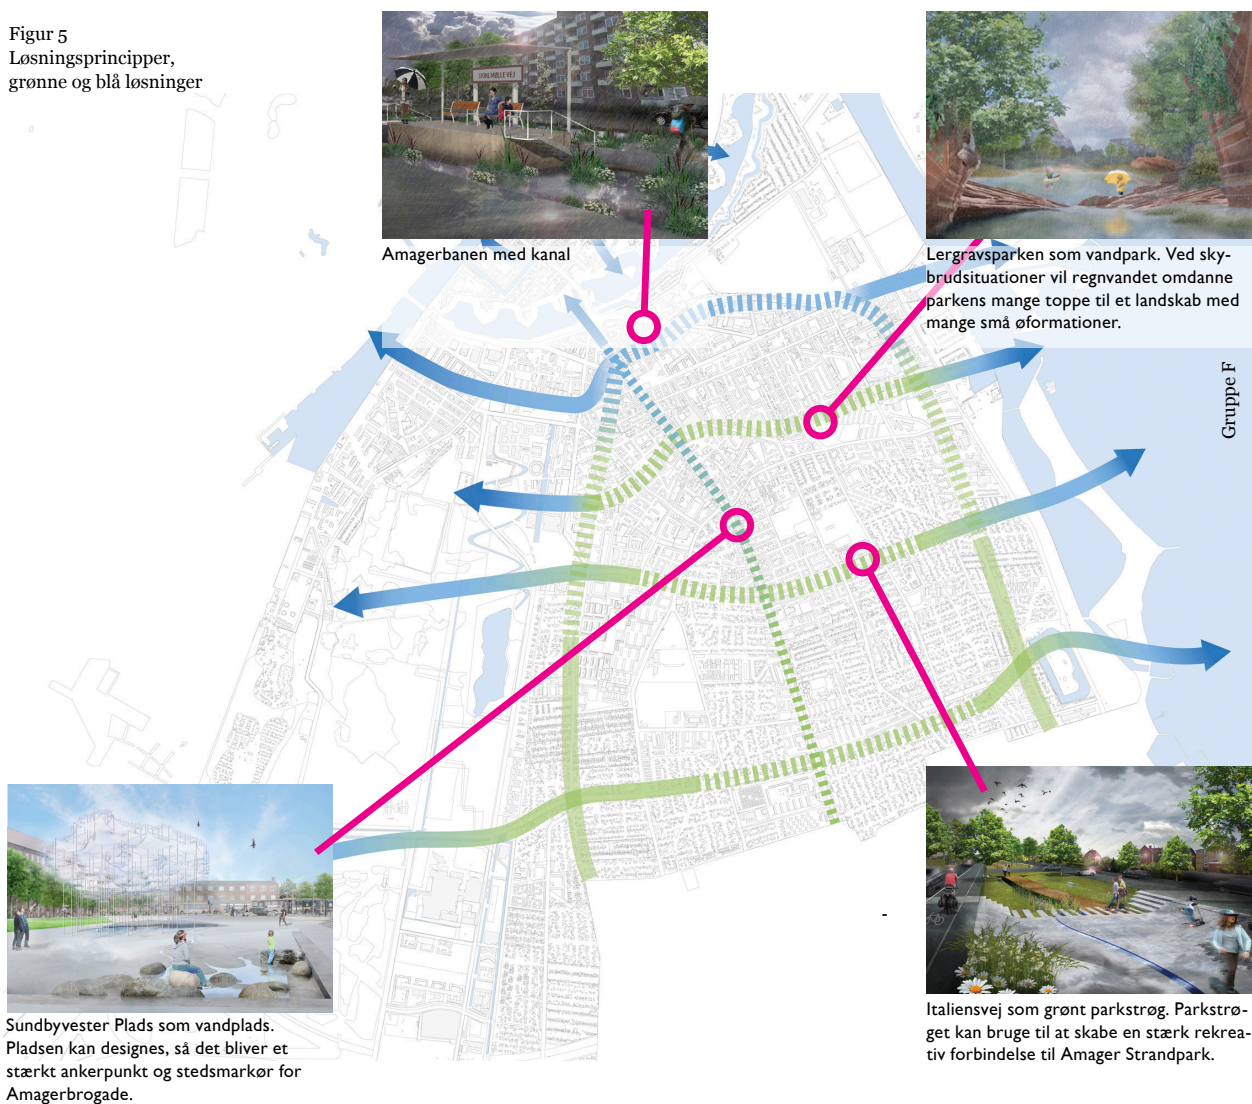 Figur 5
Løsningsprincipper,
grønne og blå løsninger
STORE MØLLE VEJ
Amagerbanen med kanal
Lergravsparken som vandpark. Ved sky-
brudsituationer vil regnvandet omdanne
parkens mange toppe til et landskab med
mange små øformationer.
Gruppe F
Sundbyvester Plads som vandplads.
Pladsen kan designes, så det bliver et
stærkt ankerpunkt og stedsmarkør for
Amagerbrogade.
-
Italiensvej som grønt parkstrøg. Parkstrø-
get kan bruge til at skabe en stærk rekrea-
tiv forbindelse til Amager Strandpark.